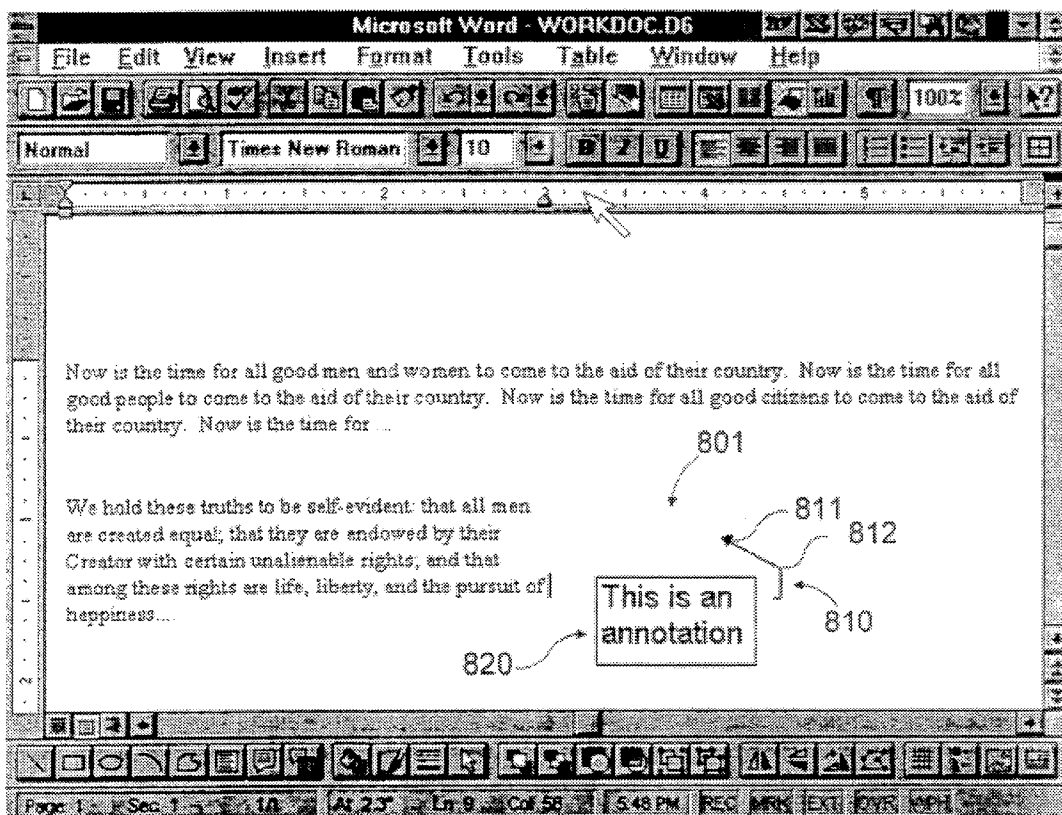 Microsoft Word - WORKDOC.D6
File Edit View Insert Format Tools Table Window Help
100%
Normal Times New Roman 10 B I U
1 2 3 4 5
Now is the time for all good men and women to come to the aid of their country. Now is the time for all
good people to come to the aid of their country. Now is the time for all good citizens to come to the aid of
their country. Now is the time for ...
801
We hold these truths to be self-evident: that all men
are created equal; that they are endowed by their
Creator with certain unalienable rights; and that
among these rights are life, liberty, and the pursuit of
happiness....
811
812
This is an
annotation
810
820
Page 1 Sec 1 1/1 At 2.3" Ln 9 Col 58 5:48 PM REC MRK EXT OVR WPH